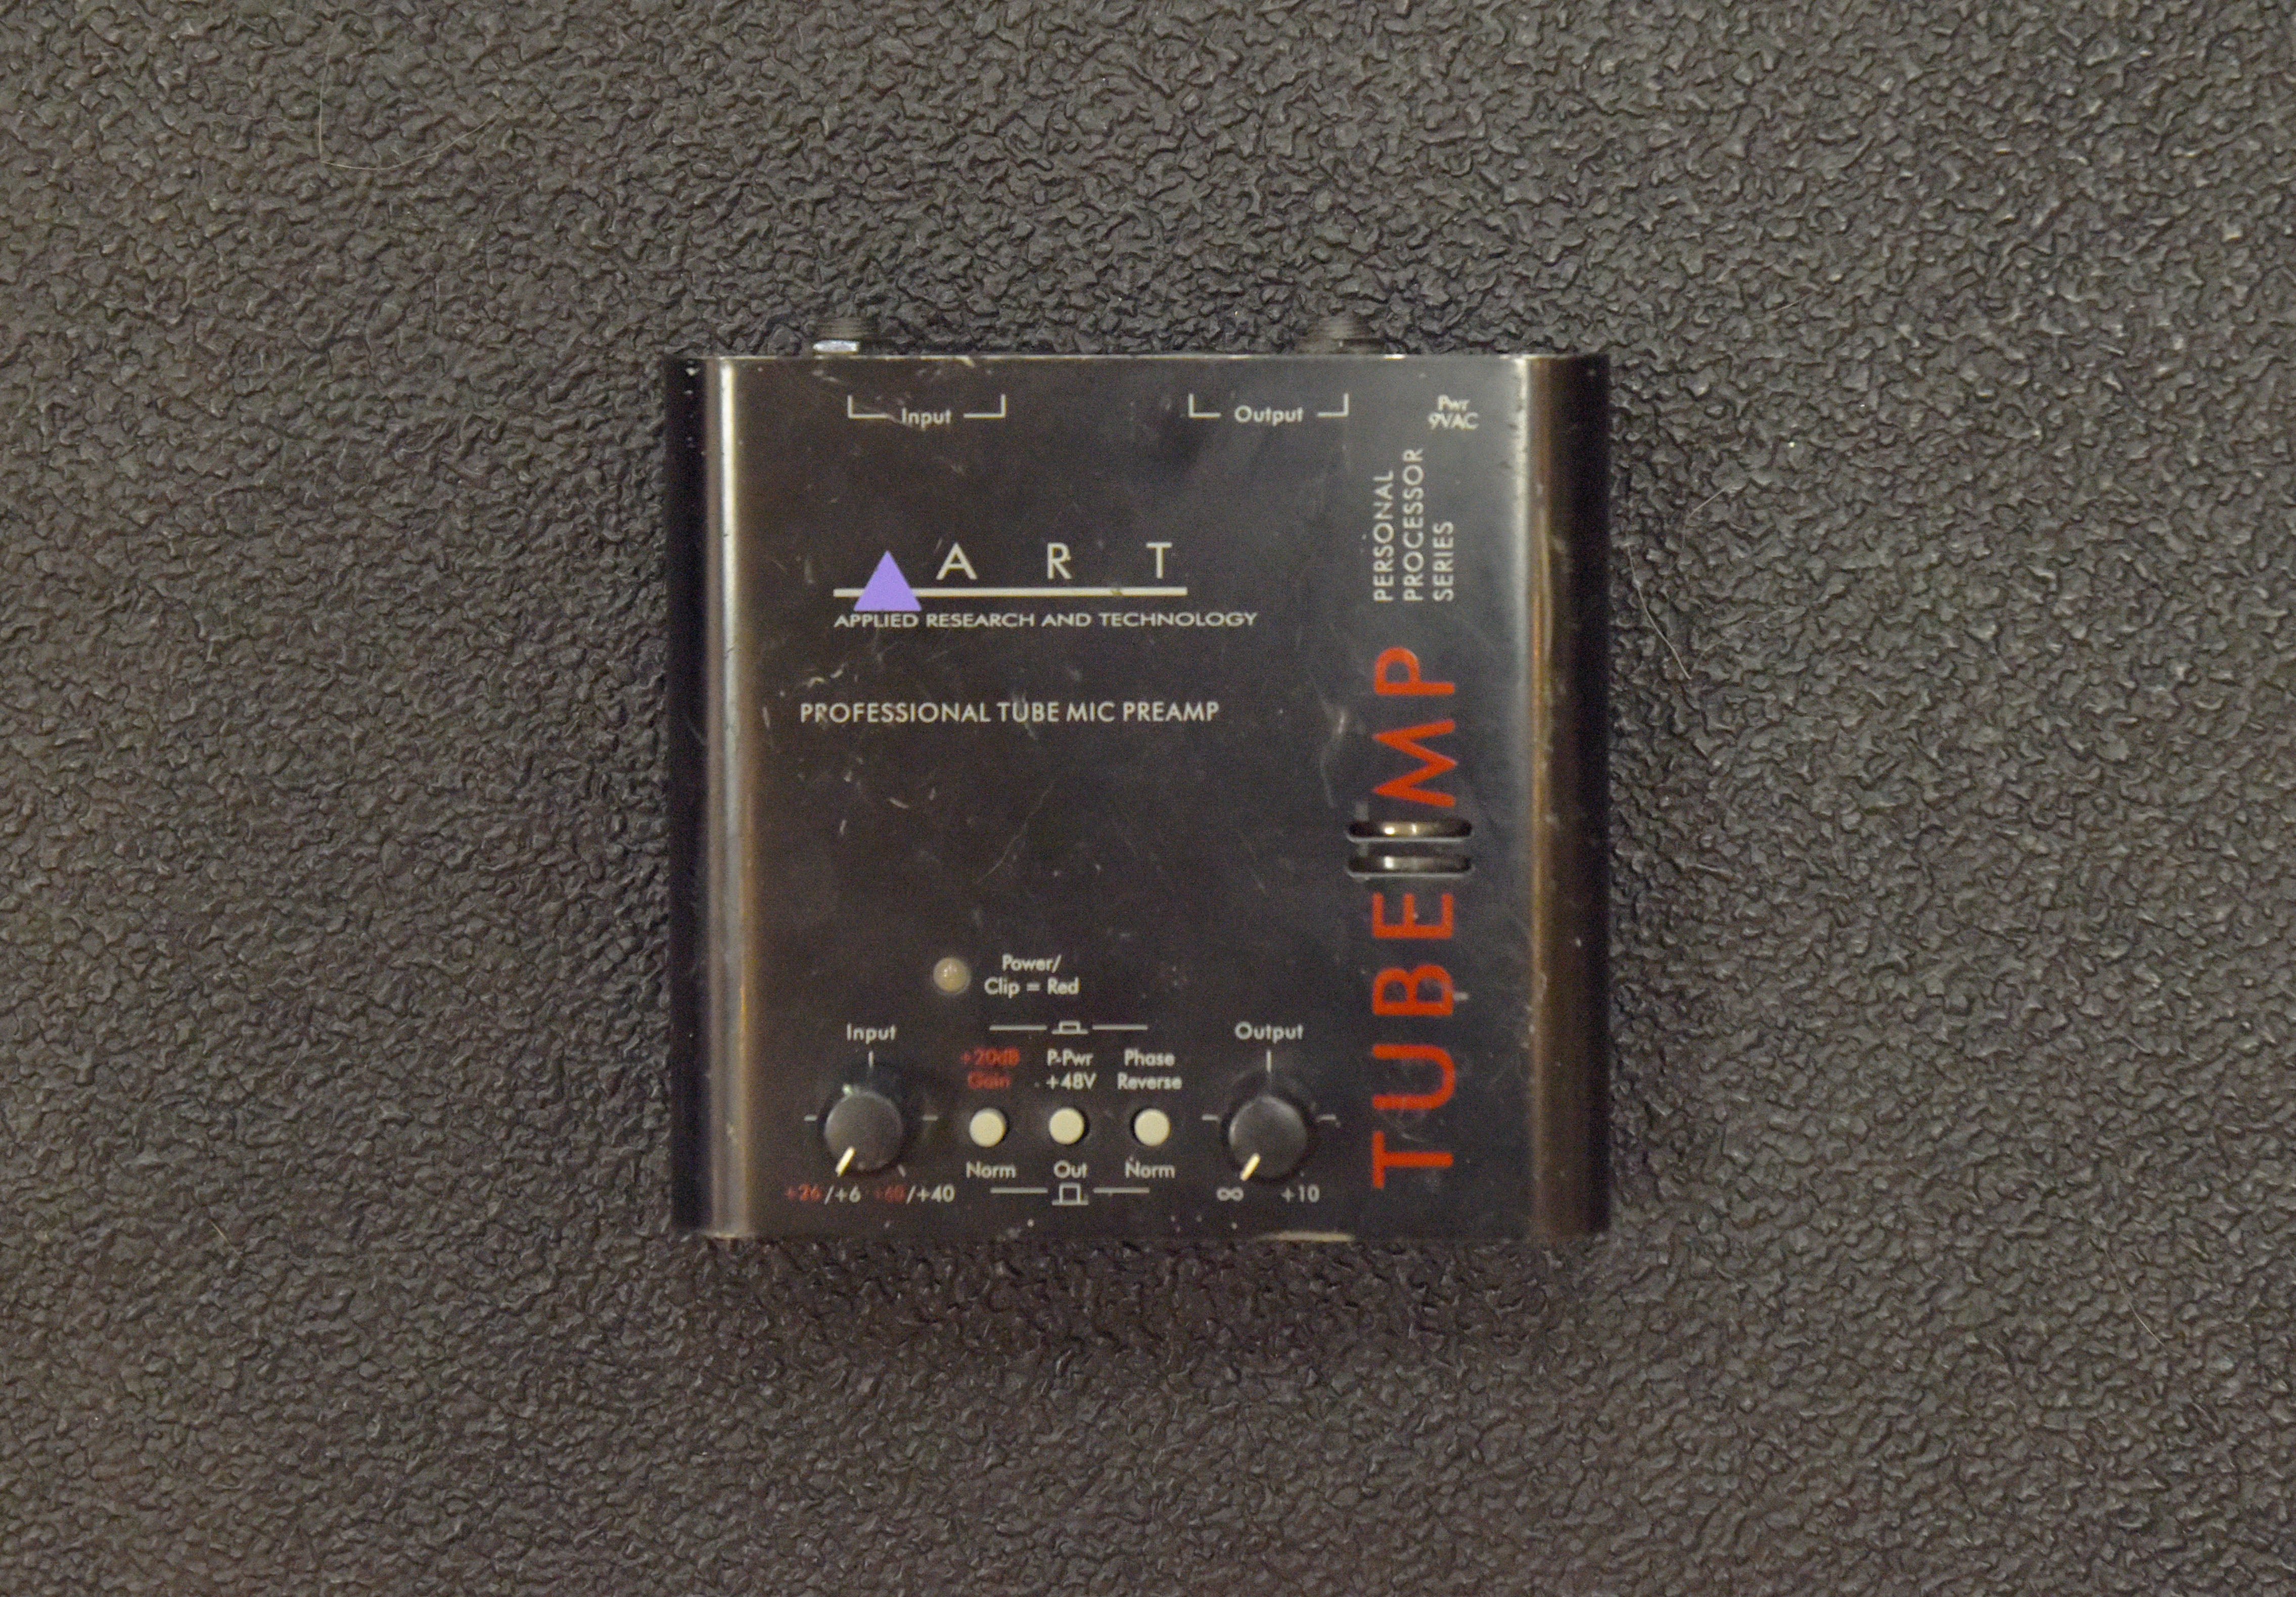 Input
Output
Pwr
9VAC
PERSONAL
PROCESSOR
SERIES
A R T
APPLIED RESEARCH AND TECHNOLOGY
PROFESSIONAL TUBE MIC PREAMP
TUBE MP
Power/
Clip = Red
Input
+20dB
Gain
P-Pwr
+48V
Phase
Reverse
Output
Norm
Out
Norm
+26/+6 +60/+40
∞ +10